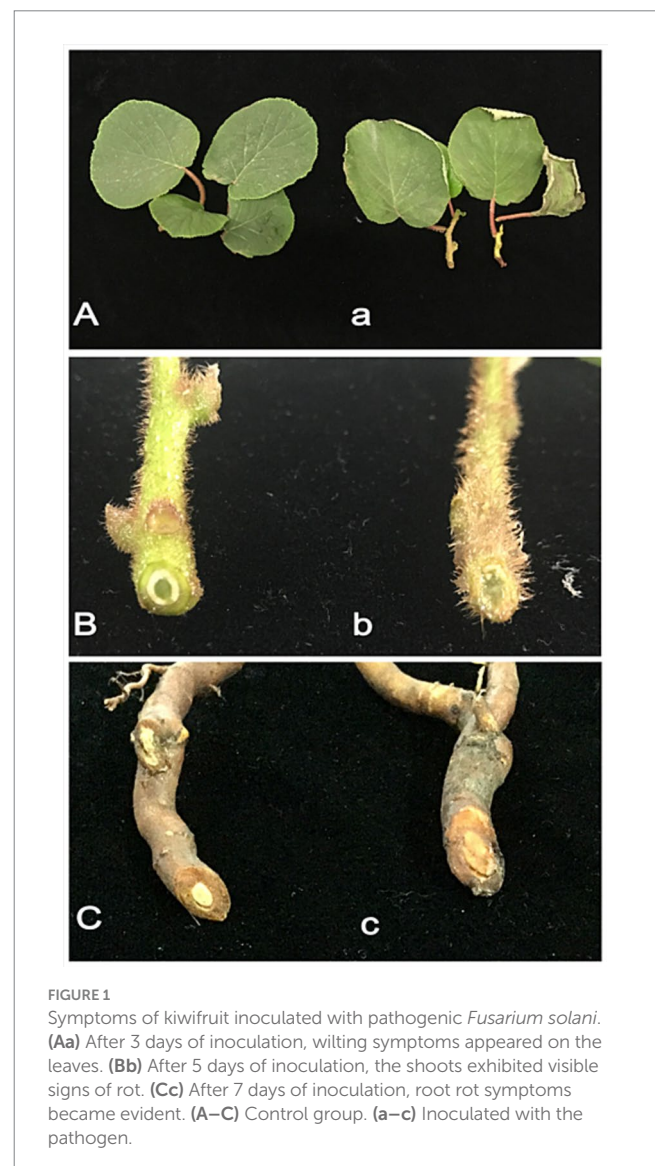 A
a
B
b
C
c
FIGURE 1
Symptoms of kiwifruit inoculated with pathogenic Fusarium solani.
(Aa) After 3 days of inoculation, wilting symptoms appeared on the
leaves. (Bb) After 5 days of inoculation, the shoots exhibited visible
signs of rot. (Cc) After 7 days of inoculation, root rot symptoms
became evident. (A–C) Control group. (a–c) Inoculated with the
pathogen.